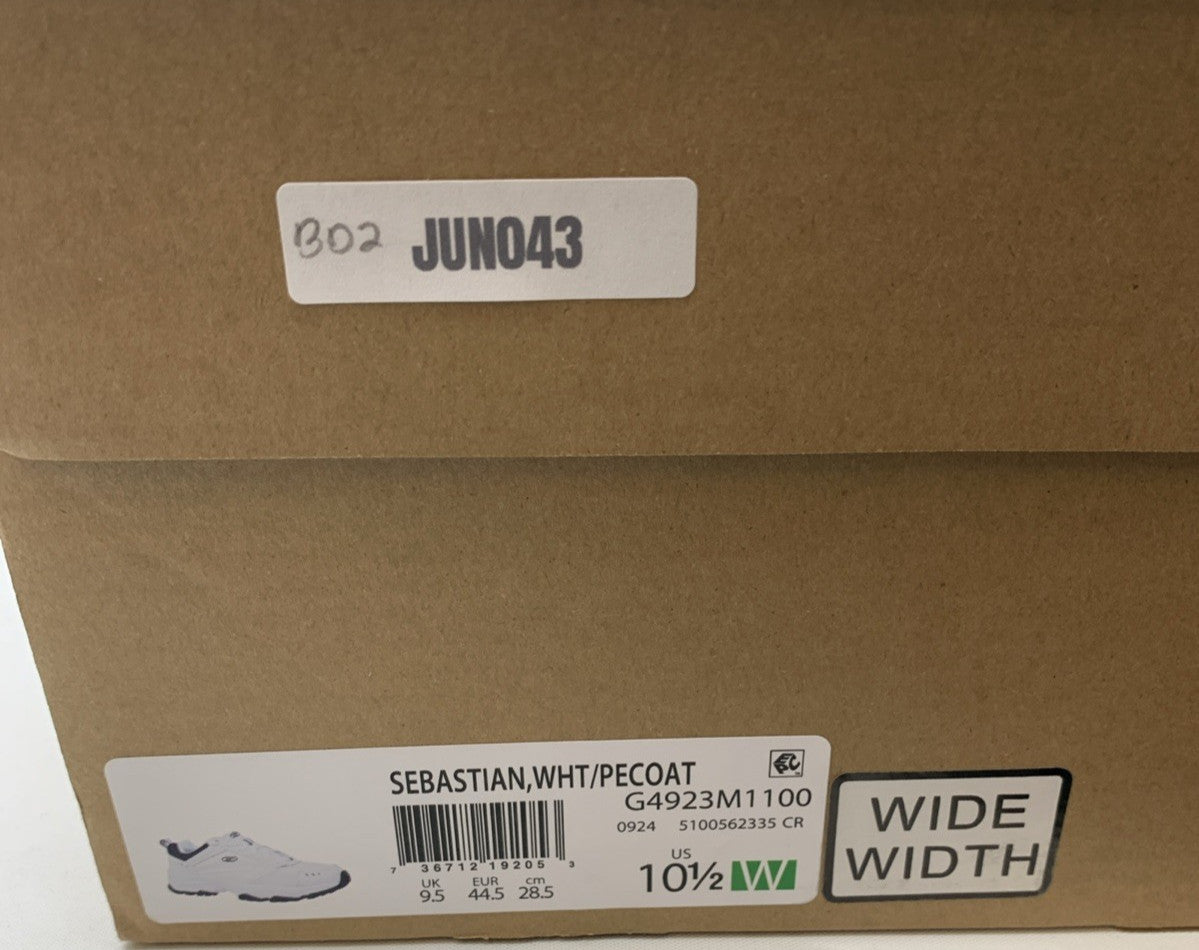 B02 JUN043
SEBASTIAN,WHT/PECOAT
G4923M1100
0924 5100562335 CR
7 36712 19205 3
UK EUR cm
9.5 44.5 28.5
US
10½ W
WIDE
WIDTH